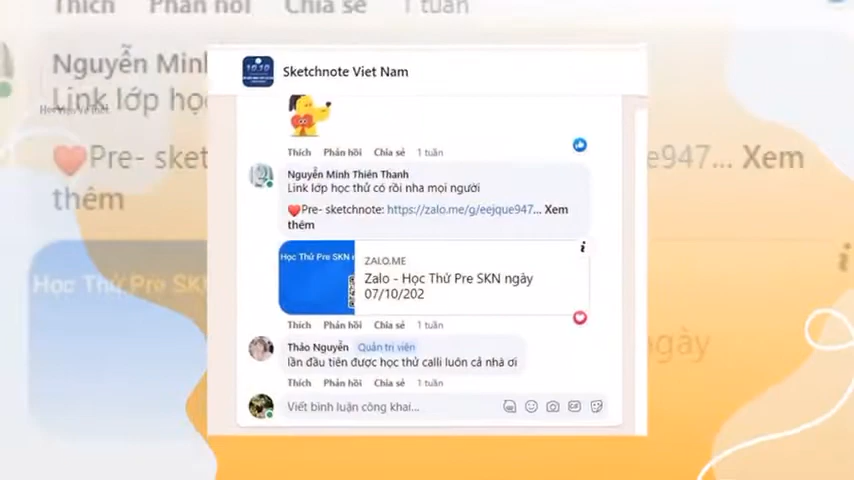 Thích Phản hồi Chia sẻ 1 tuần
Nguyễn Minh
Link lớp học
Pre- sket
thêm
Học Thử Pre SK
e947... Xem
ngày
10.10
Sketchnote Viet Nam
Thích Phản hồi Chia sẻ 1 tuần
Nguyễn Minh Thiên Thanh
Link lớp học thử có rồi nha mọi người
❤Pre- sketchnote: https://zalo.me/g/eejque947... Xem
thêm
Học Thử Pre SKN
ZALO.ME
Zalo - Học Thử Pre SKN ngày
07/10/202
Thích Phản hồi Chia sẻ 1 tuần
Thảo Nguyễn Quản trị viên
lần đầu tiên được học thử calli luôn cả nhà ơi
Thích Phản hồi Chia sẻ 1 tuần
Viết bình luận công khai...
GIF